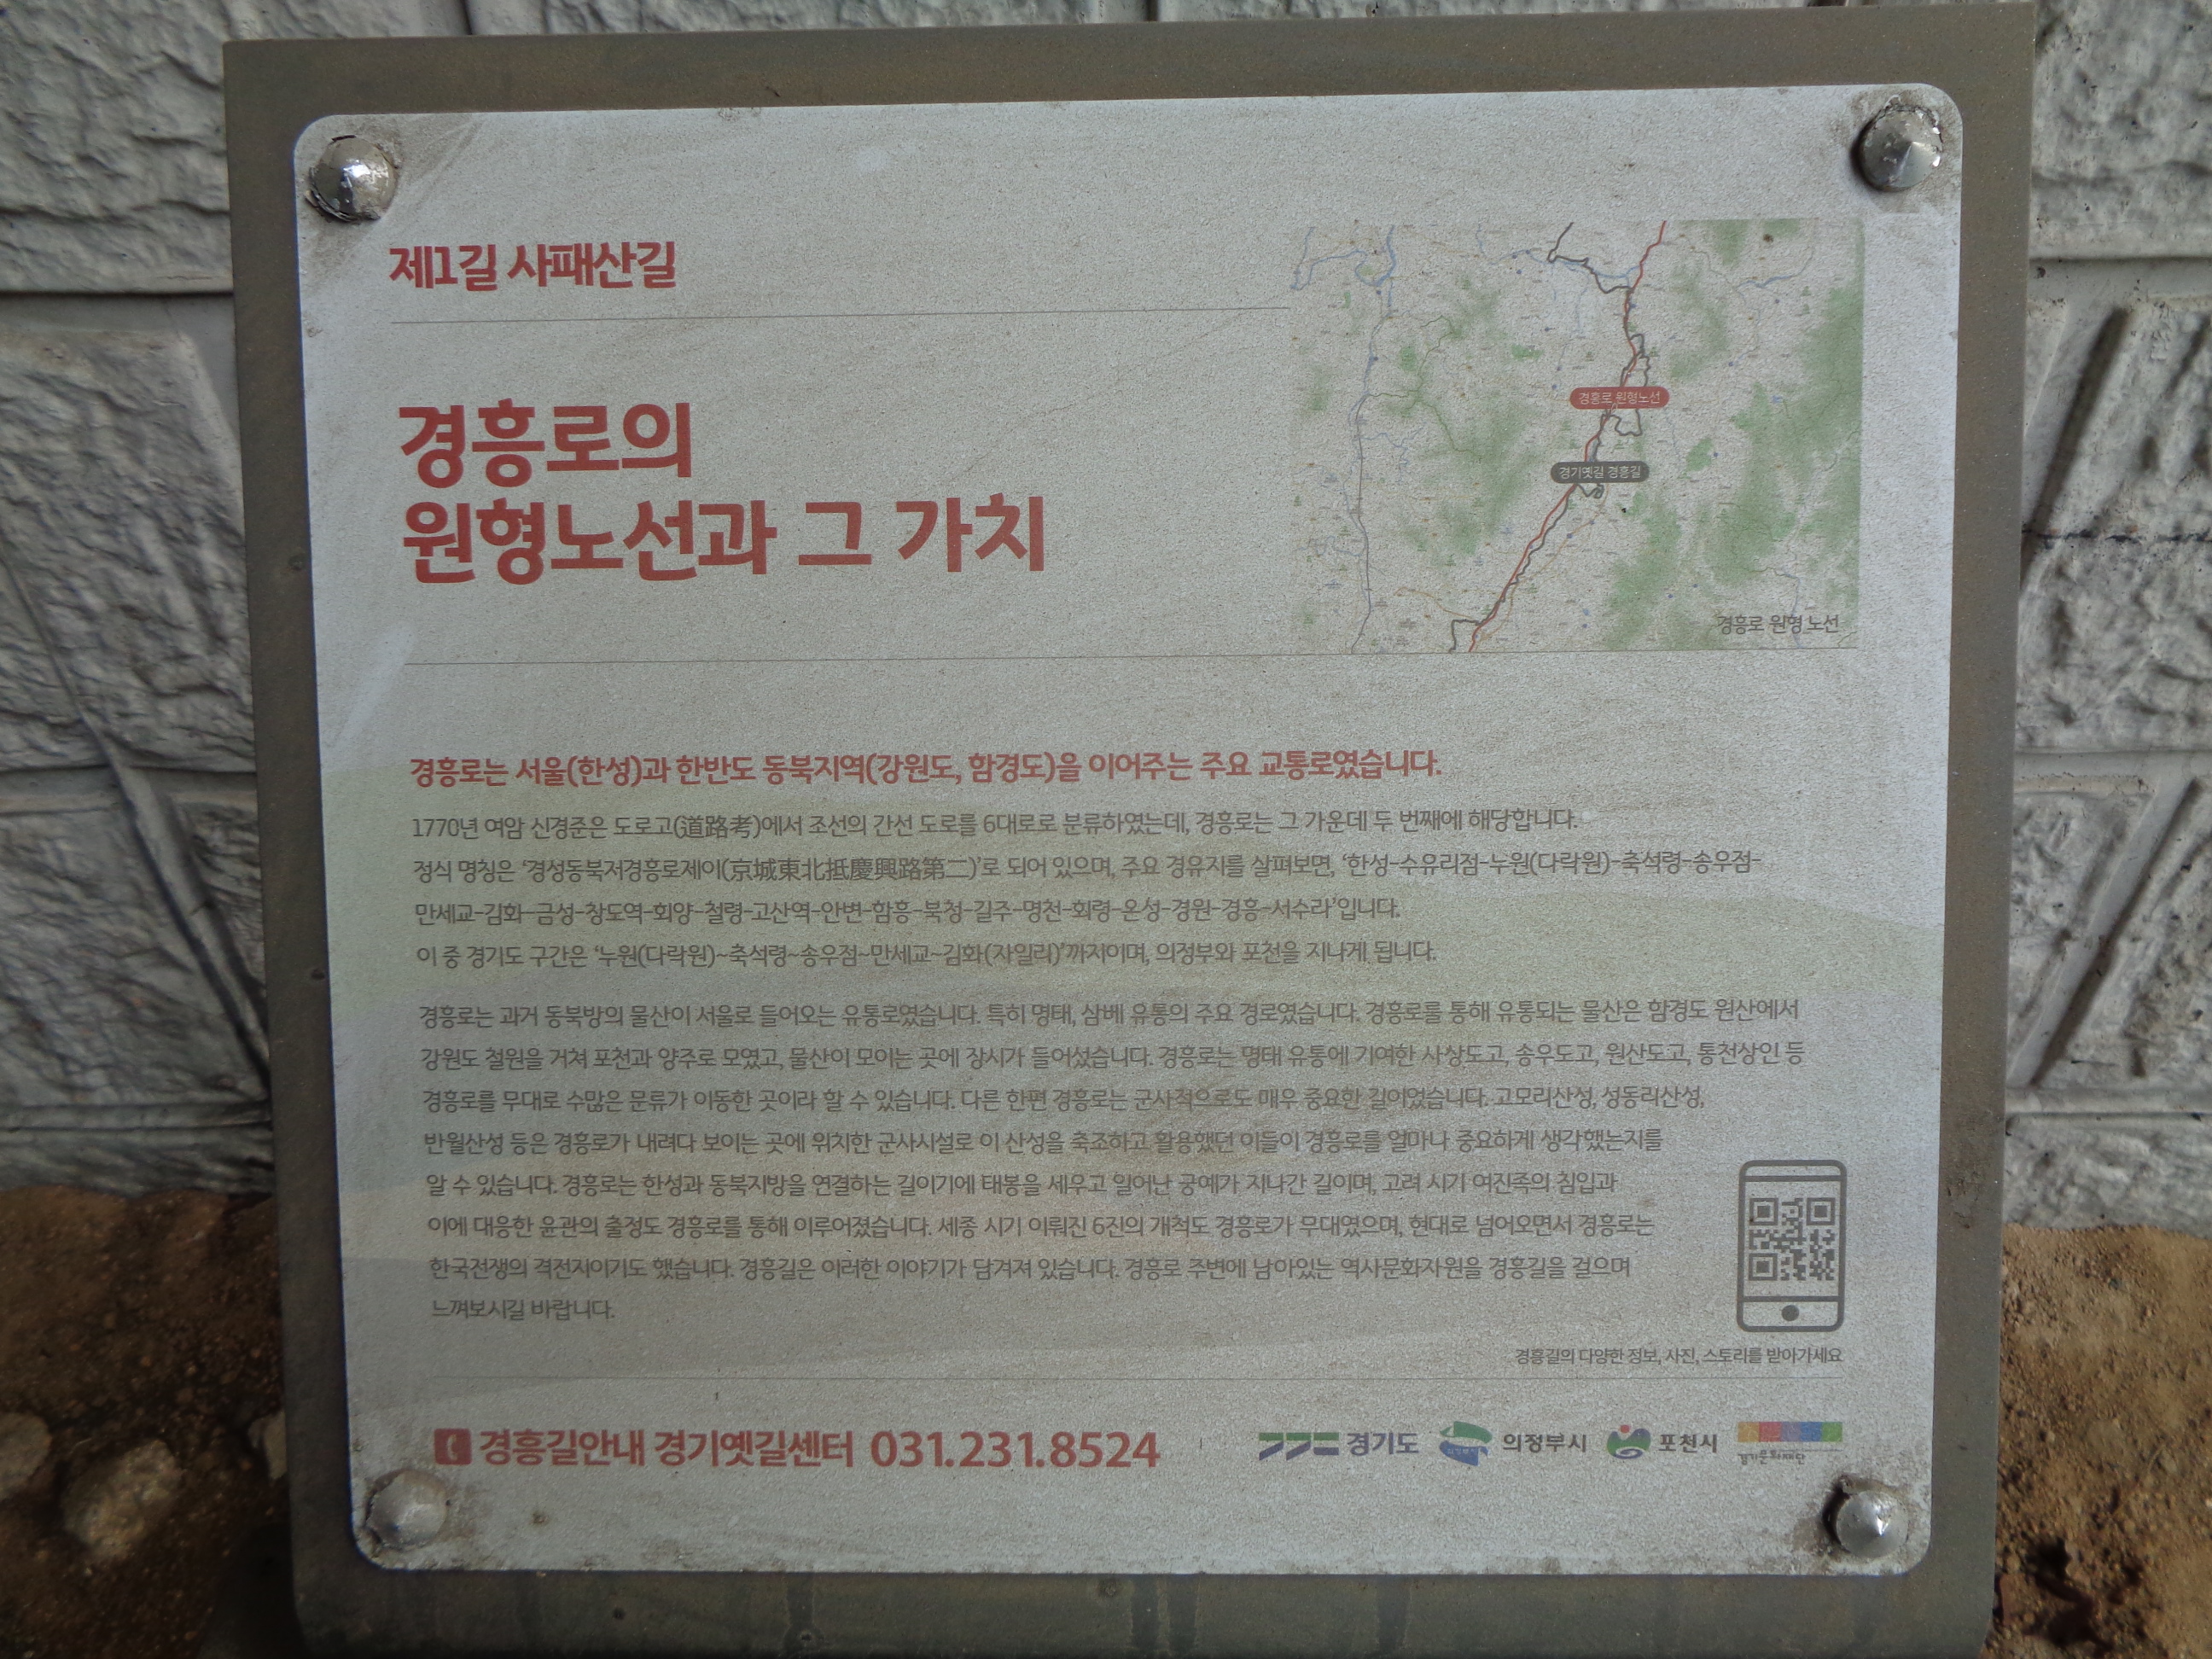 제1길 사패산길
경흥로의
원형노선과 그 가치
경흥로 원형노선
경기옛길 경흥길
경흥로 원형 노선
경흥로는 서울(한성)과 한반도 동북지역(강원도, 함경도)을 이어주는 주요 교통로였습니다.
1770년 여암 신경준은 도로고(道路考)에서 조선의 간선 도로를 6대로로 분류하였는데, 경흥로는 그 가운데 두 번째에 해당합니다.
정식 명칭은 '경성동북저경흥로제이(京城東北抵慶興路第二)'로 되어 있으며, 주요 경유지를 살펴보면, '한성-수유리점-누원(다락원)-축석령-송우점-
만세교-김화-금성-창도역-회양-철령-고산역-안변-함흥-북청-길주-명천-회령-온성-경원-경흥-서수라'입니다.
이 중 경기도 구간은 '누원(다락원)~축석령~송우점~만세교~김화(자일리)'까지이며, 의정부와 포천을 지나게 됩니다.
경흥로는 과거 동북방의 물산이 서울로 들어오는 유통로였습니다. 특히 명태, 삼베 유통의 주요 경로였습니다. 경흥로를 통해 유통되는 물산은 함경도 원산에서
강원도 철원을 거쳐 포천과 양주로 모였고, 물산이 모이는 곳에 장시가 들어섰습니다. 경흥로는 명태 유통에 기여한 사상도고, 송우도고, 원산도고, 통천상인 등
경흥로를 무대로 수많은 문류가 이동한 곳이라 할 수 있습니다. 다른 한편 경흥로는 군사적으로도 매우 중요한 길이었습니다. 고모리산성, 성동리산성,
반월산성 등은 경흥로가 내려다 보이는 곳에 위치한 군사시설로 이 산성을 축조하고 활용했던 이들이 경흥로를 얼마나 중요하게 생각했는지를
알 수 있습니다. 경흥로는 한성과 동북지방을 연결하는 길이기에 태봉을 세우고 일어난 궁예가 지나간 길이며, 고려 시기 여진족의 침입과
이에 대응한 윤관의 출정도 경흥로를 통해 이루어졌습니다. 세종 시기 이뤄진 6진의 개척도 경흥로가 무대였으며, 현대로 넘어오면서 경흥로는
한국전쟁의 격전지이기도 했습니다. 경흥길은 이러한 이야기가 담겨져 있습니다. 경흥로 주변에 남아있는 역사문화자원을 경흥길을 걸으며
느껴보시길 바랍니다.
경흥길의 다양한 정보, 사진, 스토리를 받아가세요
경흥길안내 경기옛길센터 031.231.8524
경기도 의정부시 포천시 경기문화재단